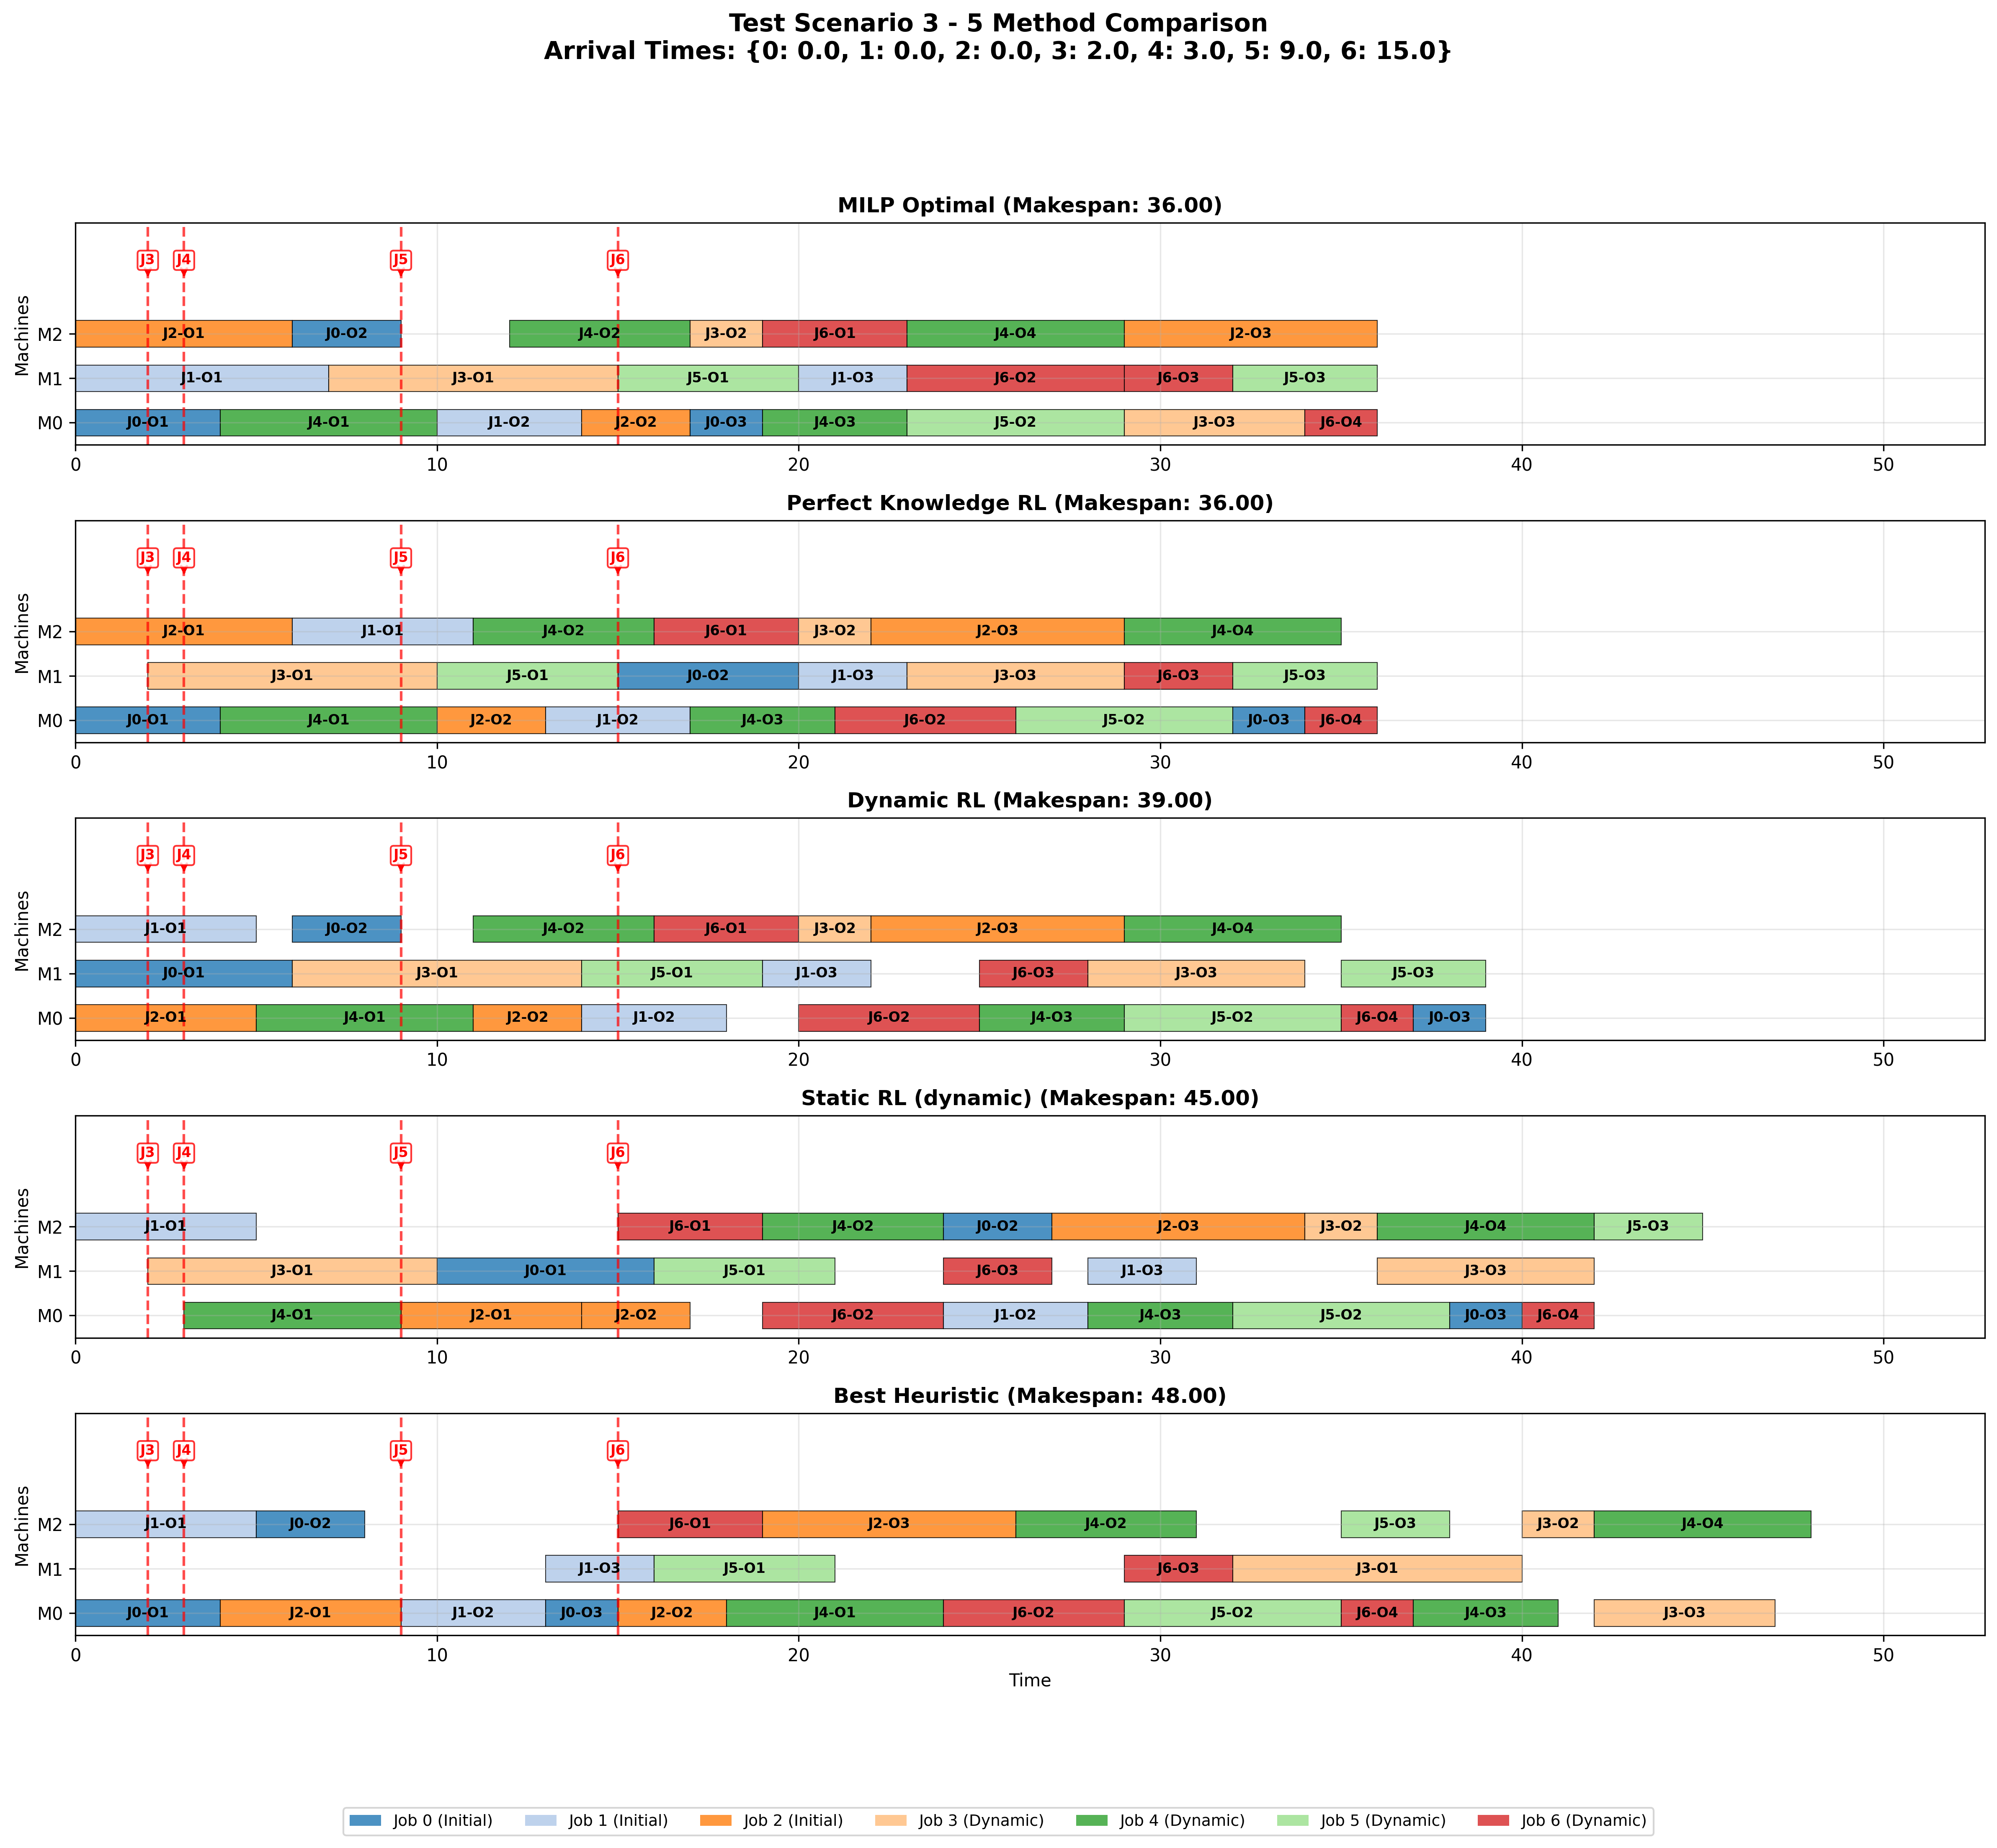 Test Scenario 3 - 5 Method Comparison
Arrival Times: {0: 0.0, 1: 0.0, 2: 0.0, 3: 2.0, 4: 3.0, 5: 9.0, 6: 15.0}
MILP Optimal (Makespan: 36.00)
J3 J4 J5 J6
Machines
M2 J2-O1 J0-O2 J4-O2 J3-O2 J6-O1 J4-O4 J2-O3
M1 J1-O1 J3-O1 J5-O1 J1-O3 J6-O2 J6-O3 J5-O3
M0 J0-O1 J4-O1 J1-O2 J2-O2 J0-O3 J4-O3 J5-O2 J3-O3 J6-O4
0 10 20 30 40 50
Perfect Knowledge RL (Makespan: 36.00)
J3 J4 J5 J6
Machines
M2 J2-O1 J1-O1 J4-O2 J6-O1 J3-O2 J2-O3 J4-O4
M1 J3-O1 J5-O1 J0-O2 J1-O3 J3-O3 J6-O3 J5-O3
M0 J0-O1 J4-O1 J2-O2 J1-O2 J4-O3 J6-O2 J5-O2 J0-O3 J6-O4
0 10 20 30 40 50
Dynamic RL (Makespan: 39.00)
J3 J4 J5 J6
Machines
M2 J1-O1 J0-O2 J4-O2 J6-O1 J3-O2 J2-O3 J4-O4
M1 J0-O1 J3-O1 J5-O1 J1-O3 J6-O3 J3-O3 J5-O3
M0 J2-O1 J4-O1 J2-O2 J1-O2 J6-O2 J4-O3 J5-O2 J6-O4 J0-O3
0 10 20 30 40 50
Static RL (dynamic) (Makespan: 45.00)
J3 J4 J5 J6
Machines
M2 J1-O1 J6-O1 J4-O2 J0-O2 J2-O3 J3-O2 J4-O4 J5-O3
M1 J3-O1 J0-O1 J5-O1 J6-O3 J1-O3 J3-O3
M0 J4-O1 J2-O1 J2-O2 J6-O2 J1-O2 J4-O3 J5-O2 J0-O3 J6-O4
0 10 20 30 40 50
Best Heuristic (Makespan: 48.00)
J3 J4 J5 J6
Machines
M2 J1-O1 J0-O2 J6-O1 J2-O3 J4-O2 J5-O3 J3-O2 J4-O4
M1 J1-O3 J5-O1 J6-O3 J3-O1
M0 J0-O1 J2-O1 J1-O2 J0-O3 J2-O2 J4-O1 J6-O2 J5-O2 J6-O4 J4-O3 J3-O3
0 10 20 30 40 50
Time
Job 0 (Initial) Job 1 (Initial) Job 2 (Initial) Job 3 (Dynamic) Job 4 (Dynamic) Job 5 (Dynamic) Job 6 (Dynamic)